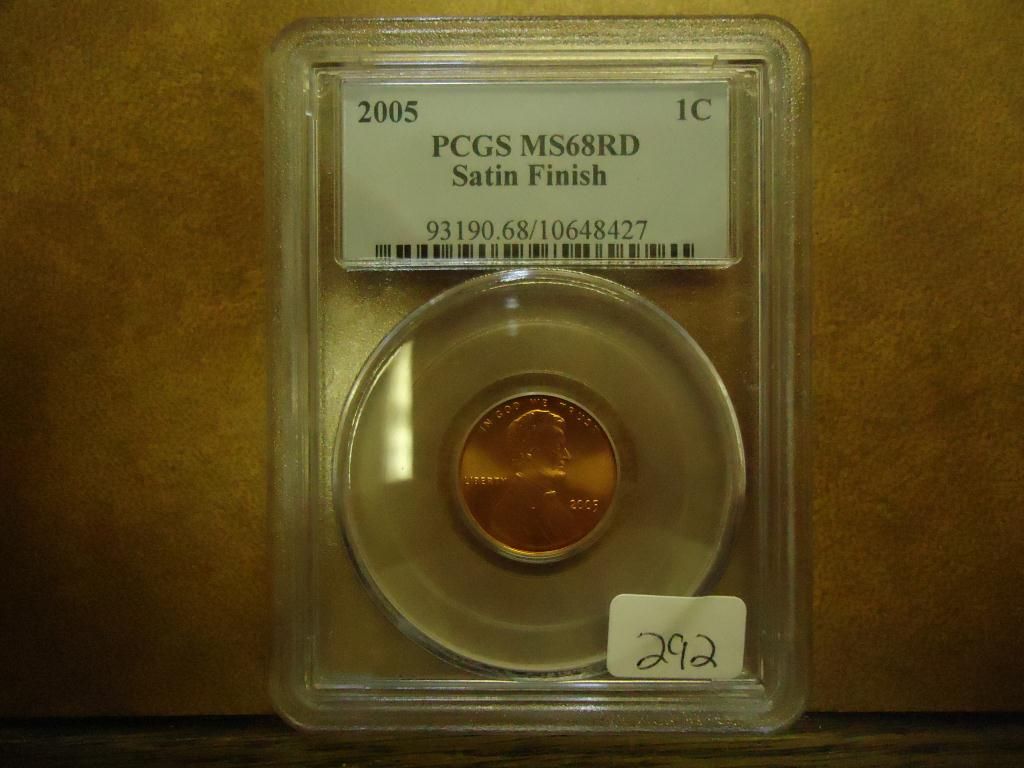 2005 1C
PCGS MS68RD
Satin Finish
93190.68/10648427
IN GOD WE TRUST
LIBERTY
2005
292